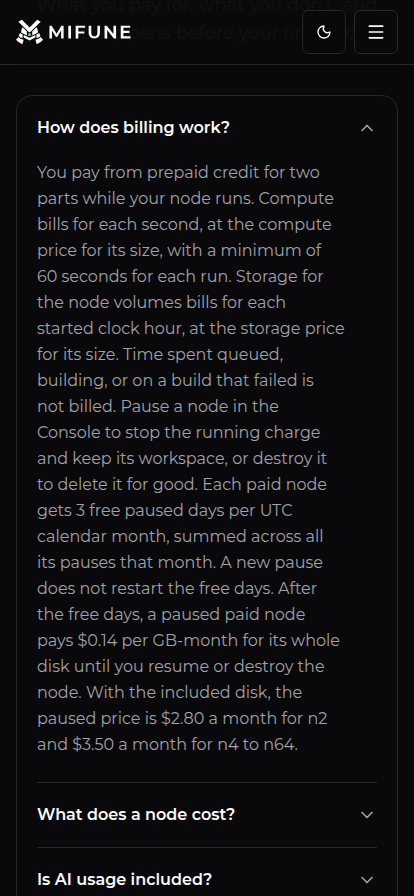 What you pay for, what you don't, and
MIFUNE
How does billing work?
You pay from prepaid credit for two
parts while your node runs. Compute
bills for each second, at the compute
price for its size, with a minimum of
60 seconds for each run. Storage for
the node volumes bills for each
started clock hour, at the storage price
for its size. Time spent queued,
building, or on a build that failed is
not billed. Pause a node in the
Console to stop the running charge
and keep its workspace, or destroy it
to delete it for good. Each paid node
gets 3 free paused days per UTC
calendar month, summed across all
its pauses that month. A new pause
does not restart the free days. After
the free days, a paused paid node
pays $0.14 per GB-month for its whole
disk until you resume or destroy the
node. With the included disk, the
paused price is $2.80 a month for n2
and $3.50 a month for n4 to n64.
What does a node cost?
Is AI usage included?